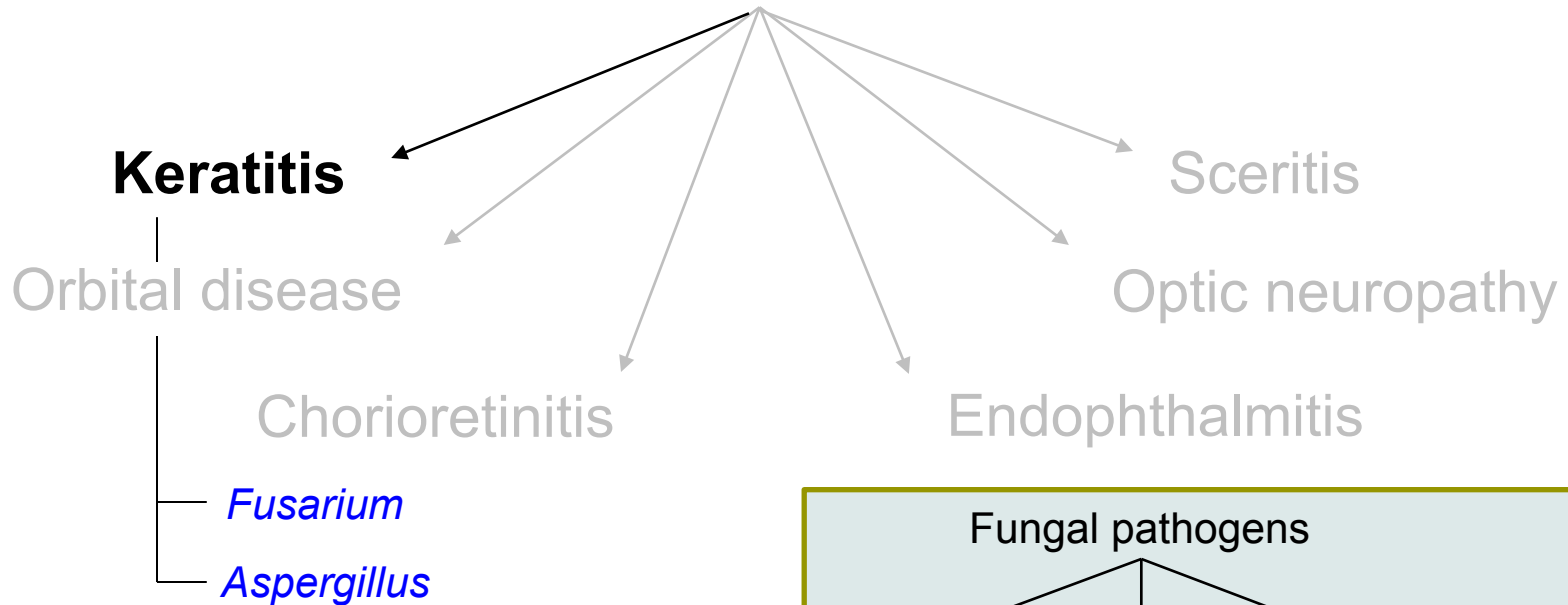 Keratitis
Sceritis
Orbital disease
Optic neuropathy
Chorioretinitis
Endophthalmitis
Fusarium
Fungal pathogens
Aspergillus